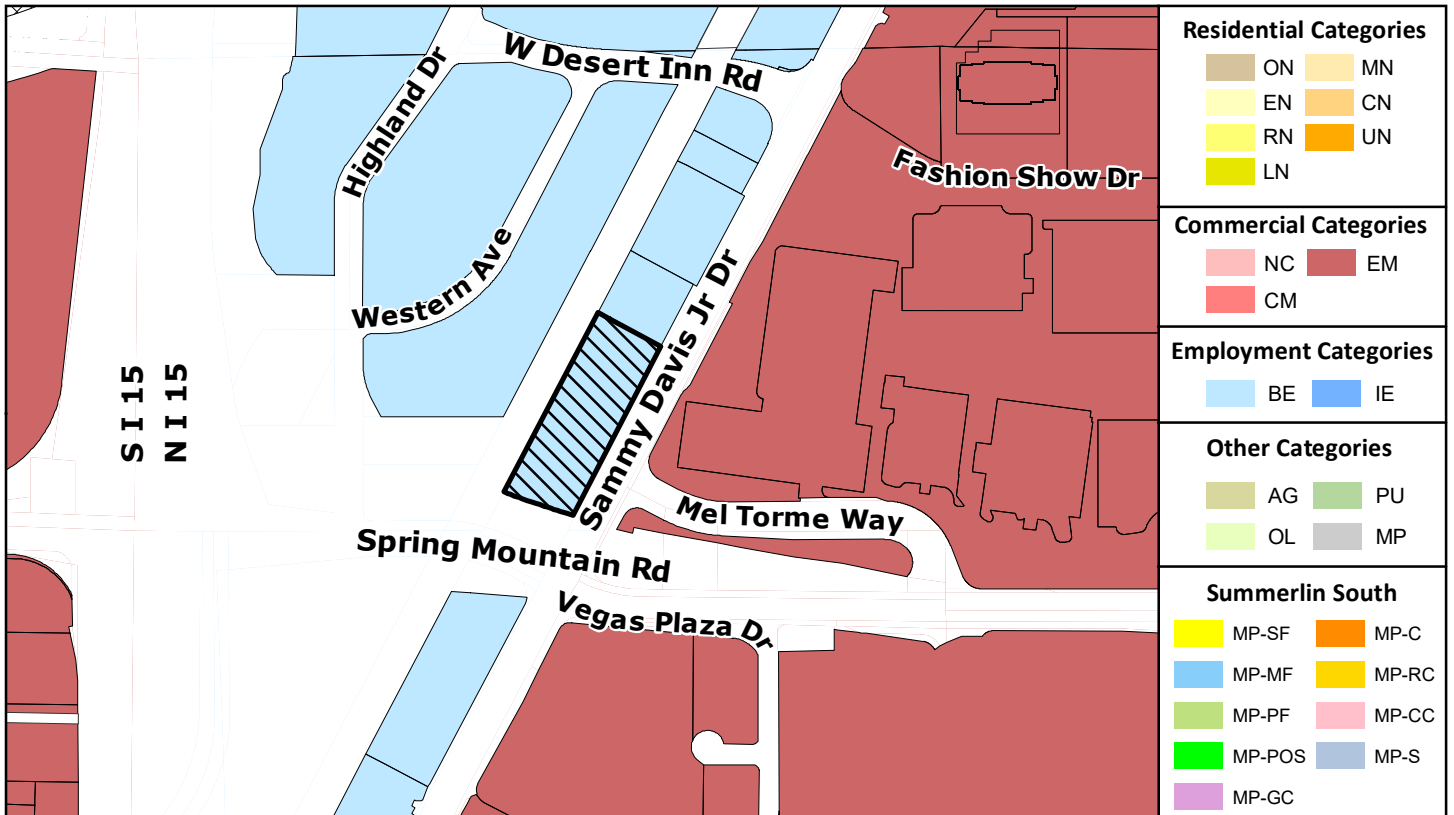 W Desert Inn Rd
Highland Dr
Fashion Show Dr
Western Ave
Sammy Davis Jr Dr
S I 15
N I 15
Mel Torme Way
Spring Mountain Rd
Vegas Plaza Dr
Residential Categories
ON MN
EN CN
RN UN
LN
Commercial Categories
NC EM
CM
Employment Categories
BE IE
Other Categories
AG PU
OL MP
Summerlin South
MP-SF MP-C
MP-MF MP-RC
MP-PF MP-CC
MP-POS MP-S
MP-GC